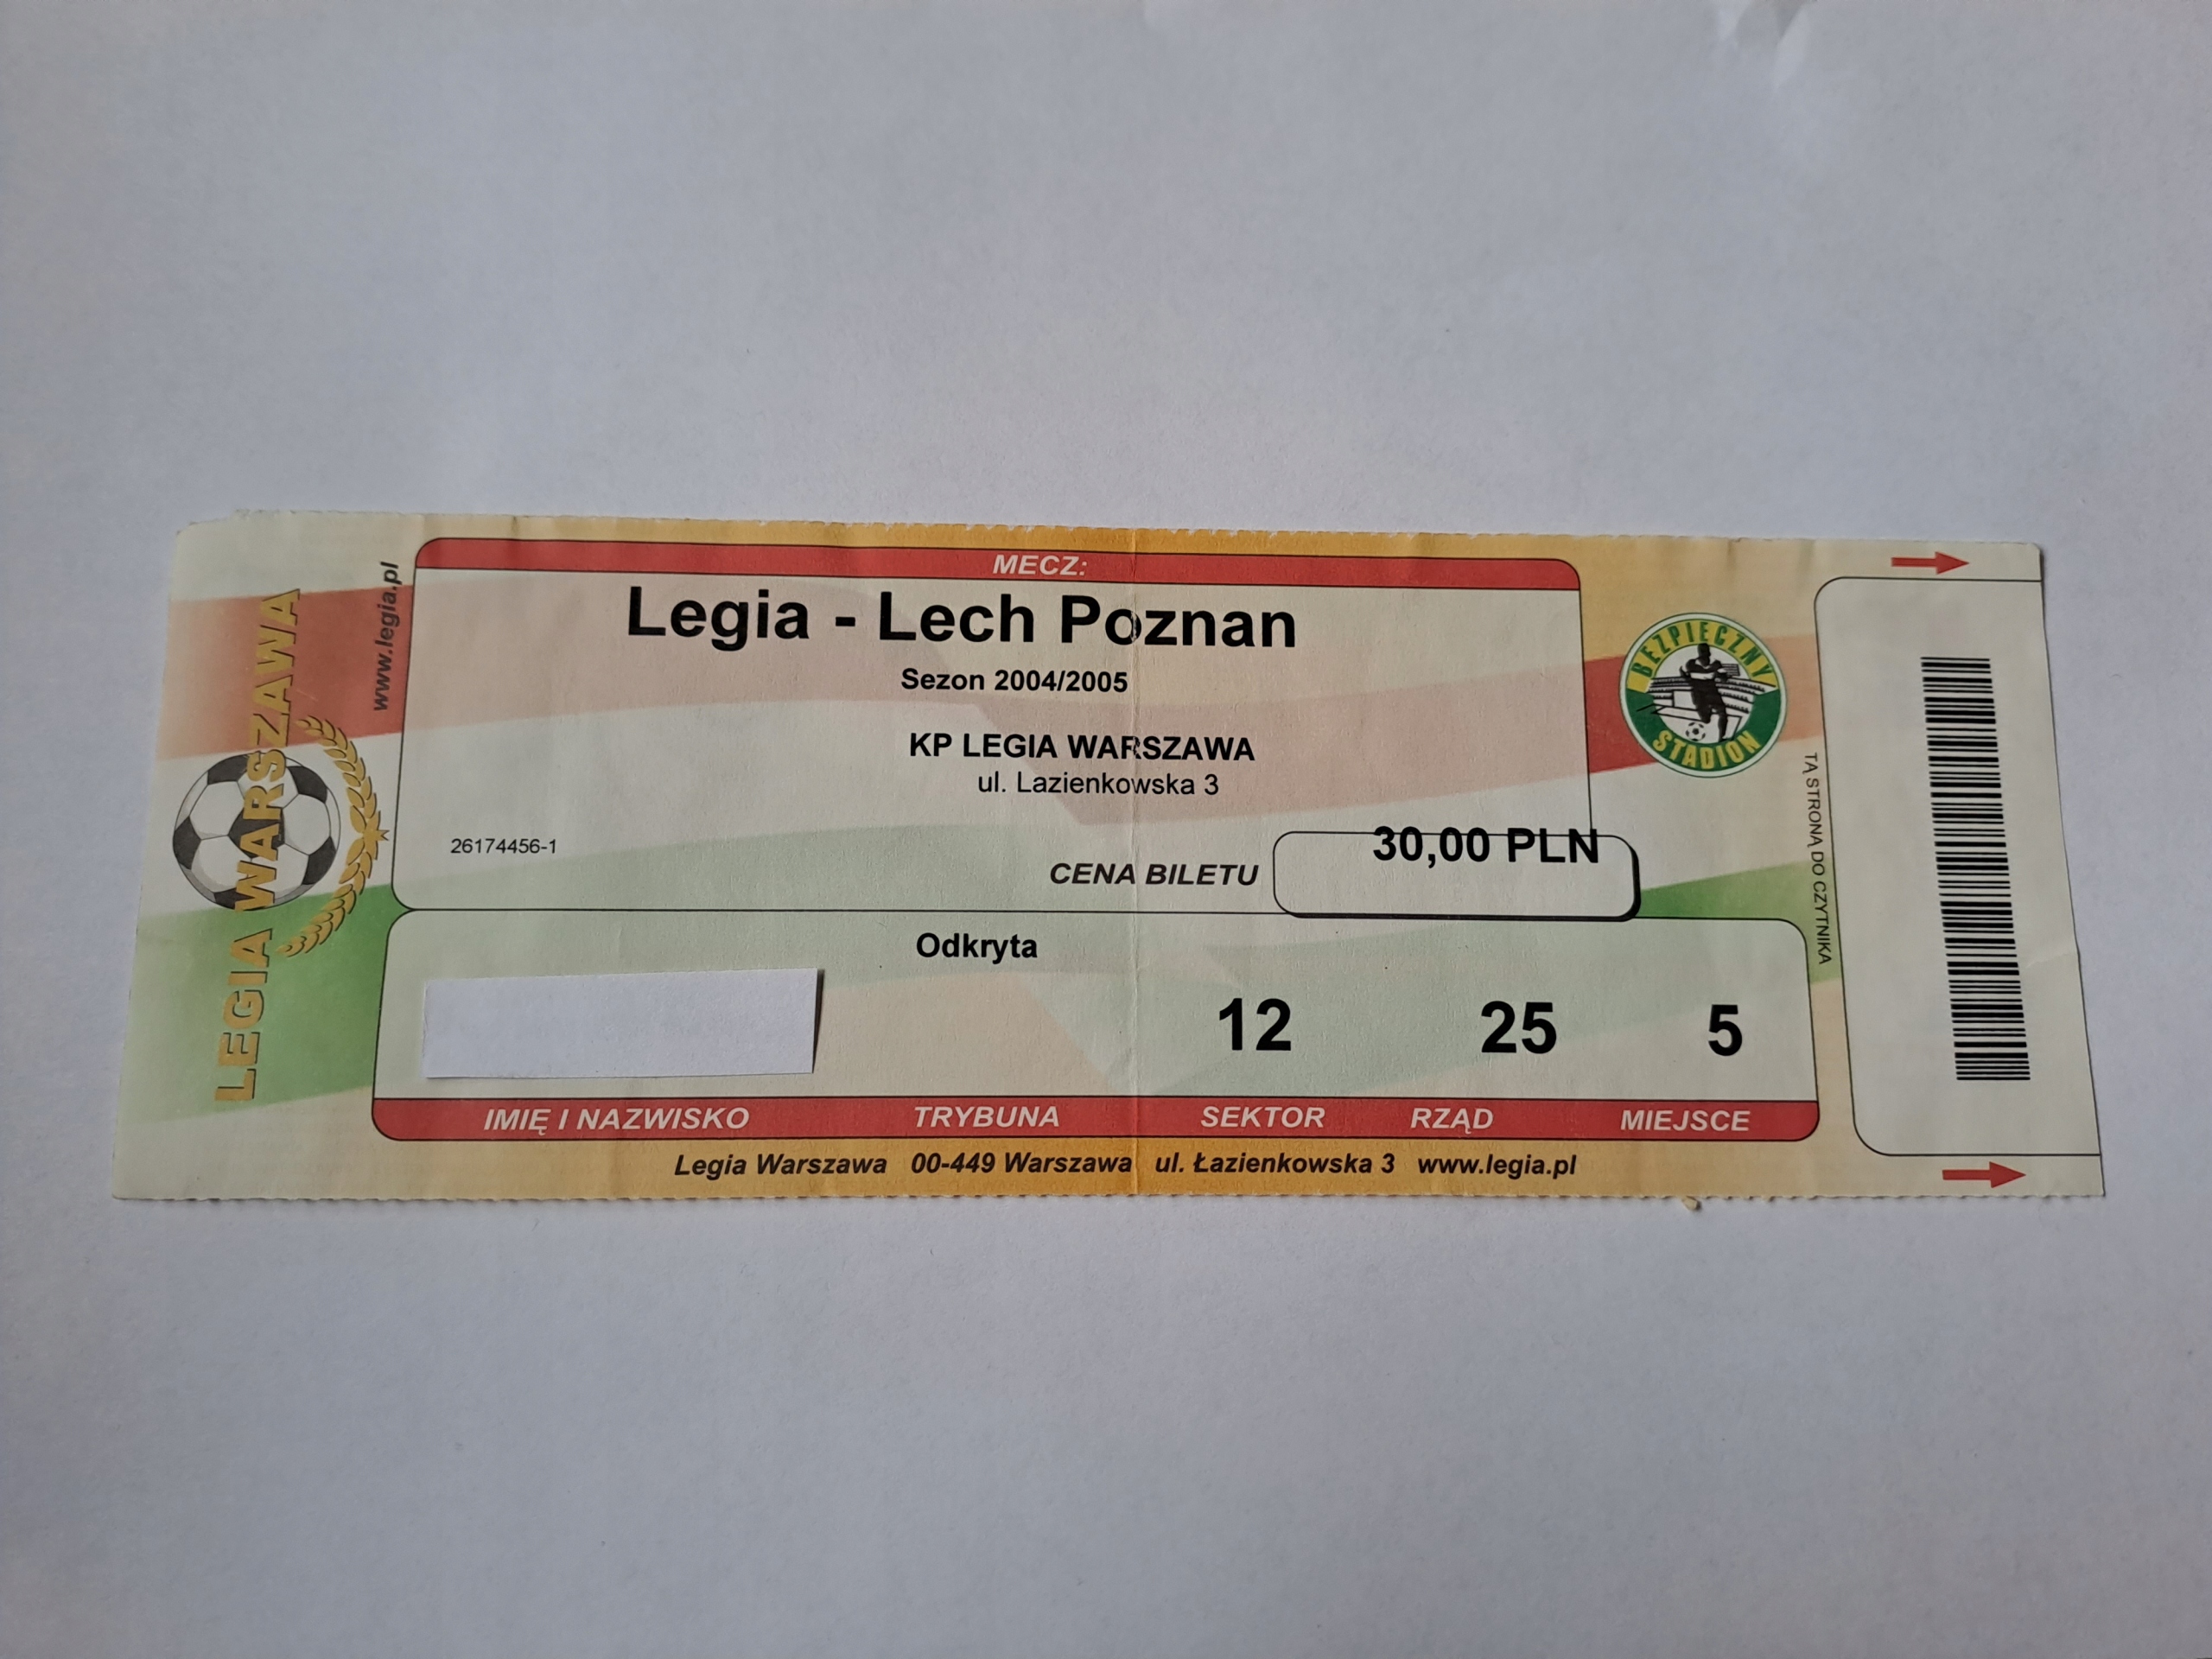 LEGIA WARSZAWA
www.legia.pl
MECZ:
Legia - Lech Poznan
Sezon 2004/2005
KP LEGIA WARSZAWA
ul. Lazienkowska 3
26174456-1
CENA BILETU 30,00 PLN
BEZPIECZNY
STADION
TĄ STRONĄ DO CZYTNIKA
Odkryta
12 25 5
IMIĘ I NAZWISKO TRYBUNA SEKTOR RZĄD MIEJSCE
Legia Warszawa 00-449 Warszawa ul. Łazienkowska 3 www.legia.pl